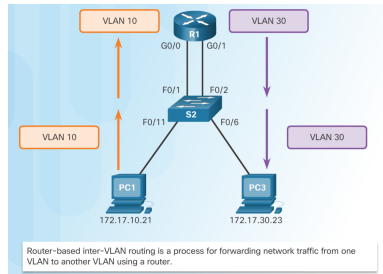 VLAN 10
VLAN 30
R1
G0/0
G0/1
F0/1
F0/2
S2
VLAN 10
VLAN 30
F0/11
F0/6
PC1
PC3
172.17.10.21
172.17.30.23
Router-based inter-VLAN routing is a process for forwarding network traffic from one
VLAN to another VLAN using a router.